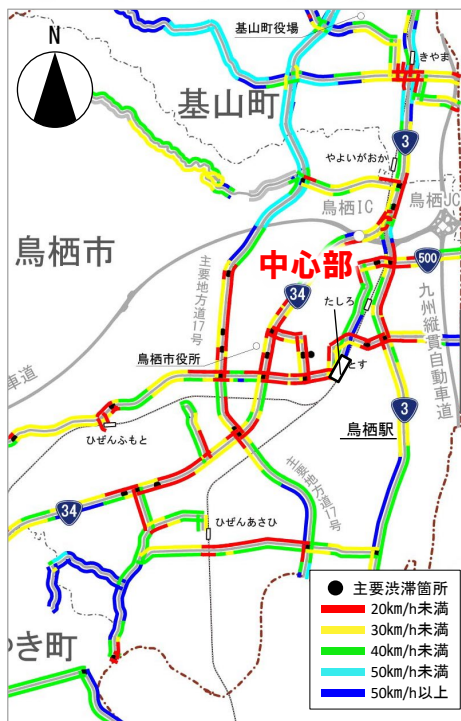 N
基山町役場
きやま
基山町
3
やよいがおか
鳥栖IC
鳥栖JC
鳥栖市
中心部
500
34
主要地方道17号
たしろ
九州縦貫自動車道
鳥栖市役所
とす
車道
3
鳥栖駅
ひぜんふもと
主要地方道17号
34
ひぜんあさひ
やき町
● 主要渋滞箇所
20km/h未満
30km/h未満
40km/h未満
50km/h未満
50km/h以上